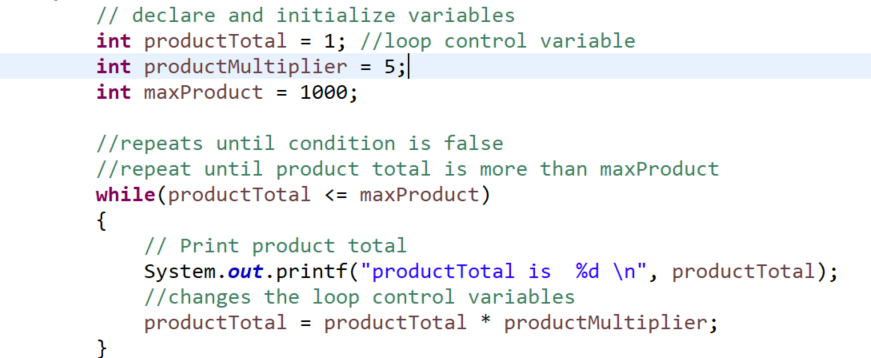 // declare and initialize variables
int productTotal = 1; //loop control variable
int productMultiplier = 5;
int maxProduct = 1000;
//repeats until condition is false
//repeat until product total is more than maxProduct
while(productTotal <= maxProduct)
{
// Print product total
System.out.printf("productTotal is  %d \n", productTotal);
//changes the loop control variables
productTotal = productTotal * productMultiplier;
}